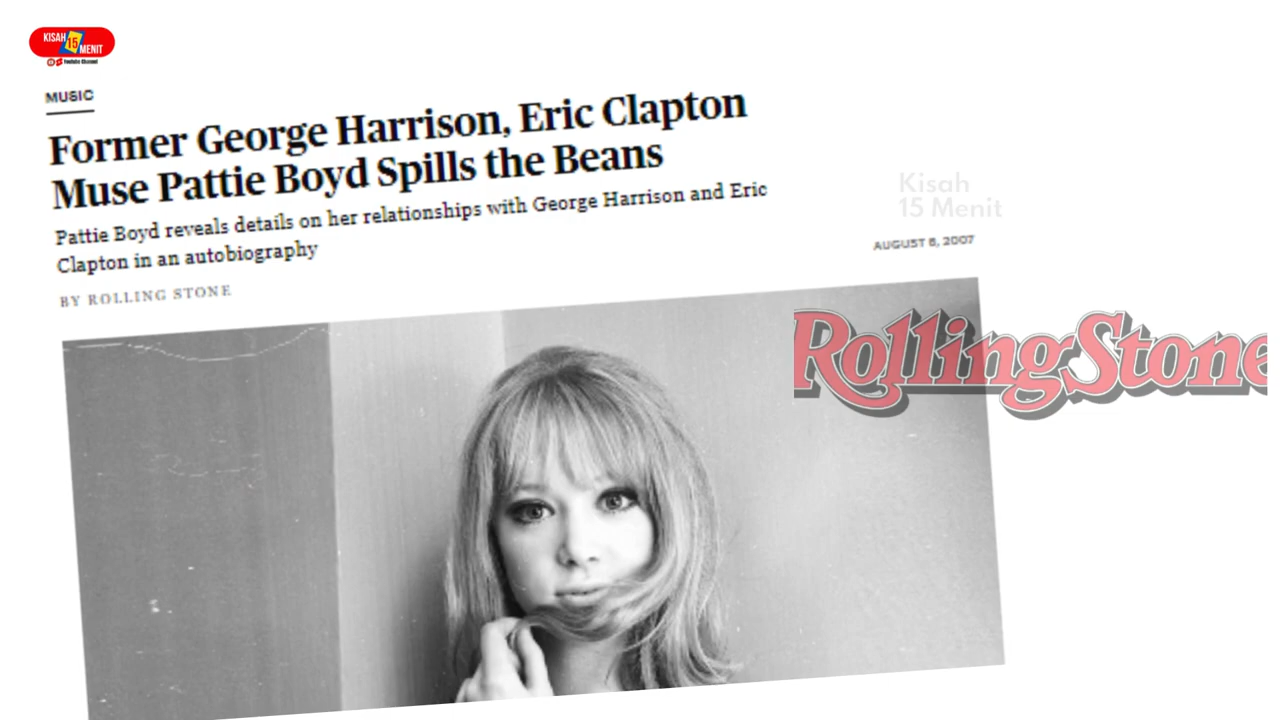 KISAH
15
MENIT
Youtube Channel
MUSIC
Former George Harrison, Eric Clapton
Muse Pattie Boyd Spills the Beans
Pattie Boyd reveals details on her relationships with George Harrison and Eric
Clapton in an autobiography
BY ROLLING STONE
Kisah
15 Menit
AUGUST 6, 2007
RollingStone